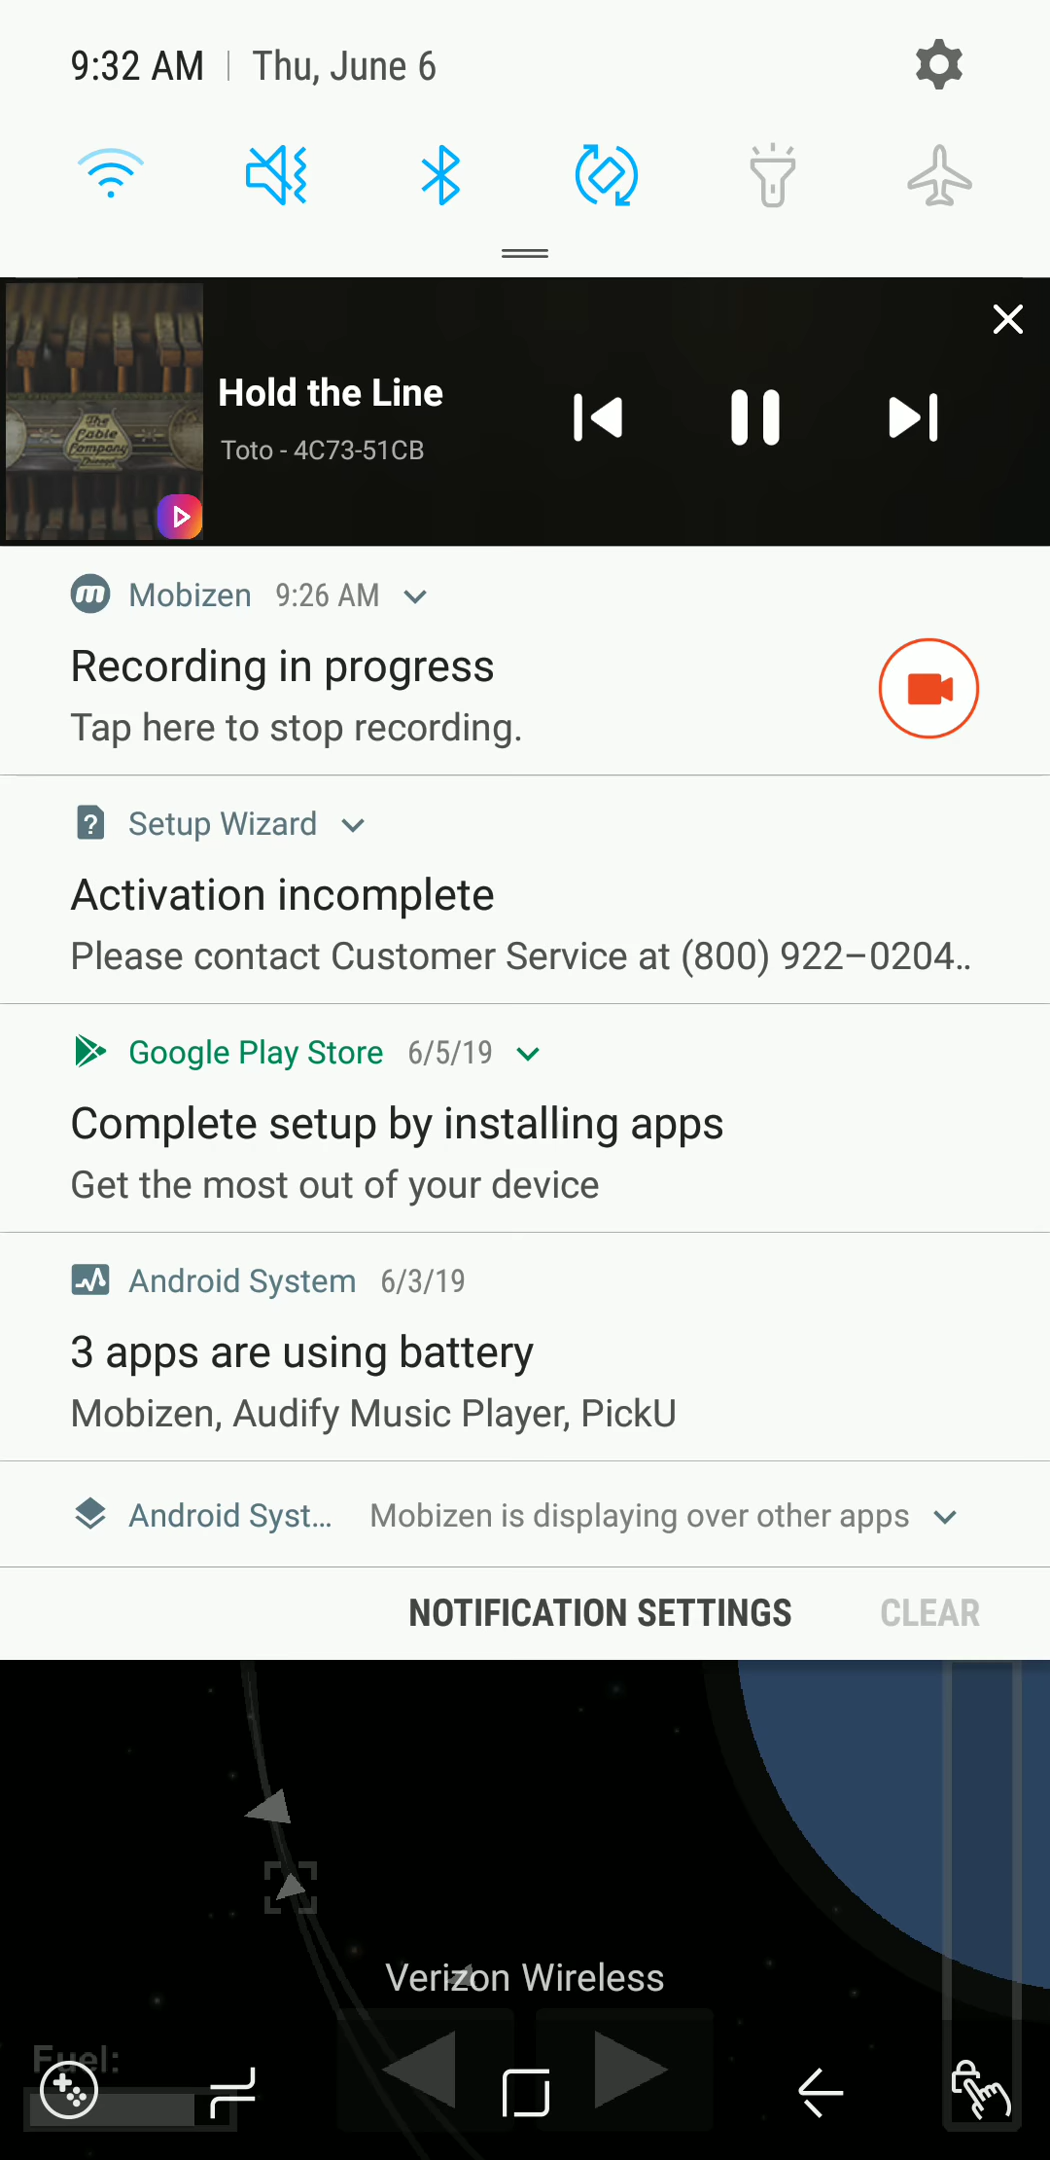 9:32 AM | Thu, June 6
The Cable Company
Hold the Line
Toto - 4C73-51CB
Mobizen 9:26 AM
Recording in progress
Tap here to stop recording.
Setup Wizard
Activation incomplete
Please contact Customer Service at (800) 922–0204..
Google Play Store 6/5/19
Complete setup by installing apps
Get the most out of your device
Android System 6/3/19
3 apps are using battery
Mobizen, Audify Music Player, PickU
Android Syst... Mobizen is displaying over other apps
NOTIFICATION SETTINGS CLEAR
Verizon Wireless
Fuel: